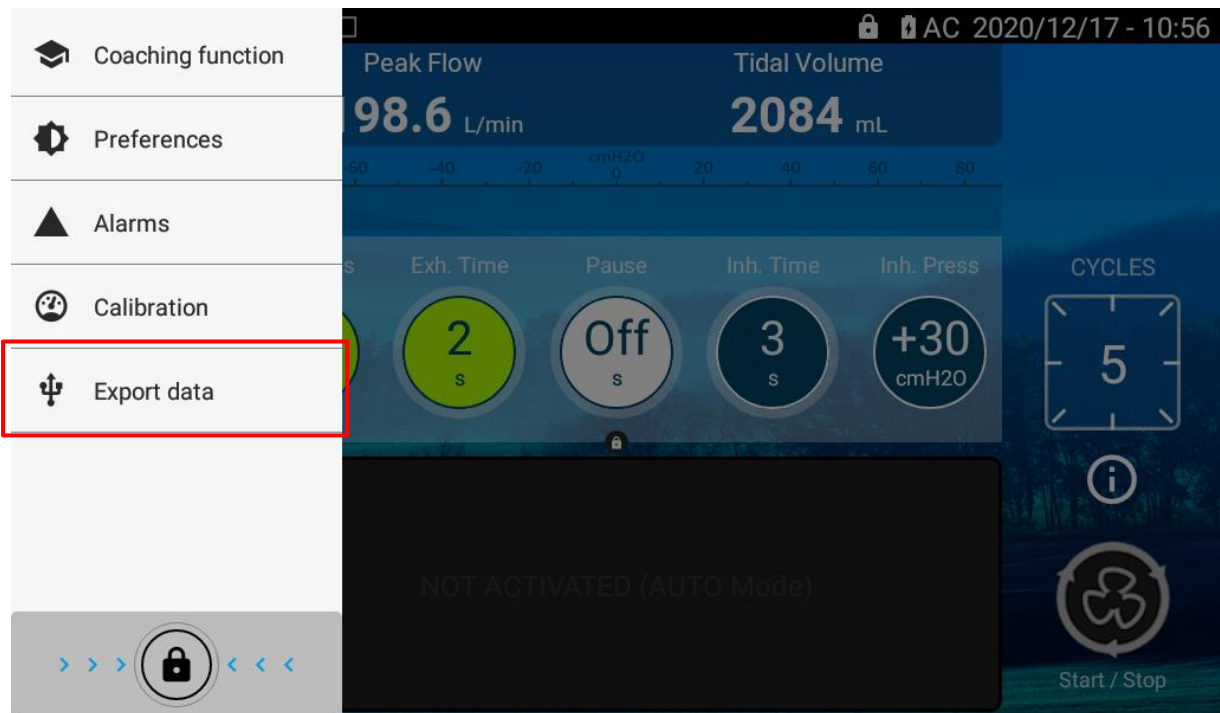 AC 2020/12/17 - 10:56
Coaching function
Preferences
Alarms
Calibration
Export data
Peak Flow
198.6 L/min
Tidal Volume
2084 mL
-60 -40 -20 cmH2O 0 20 40 60 80
s
Exh. Time
2
s
Pause
Off
s
Inh. Time
3
s
Inh. Press
+30
cmH2O
CYCLES
5
NOT ACTIVATED (AUTO Mode)
Start / Stop